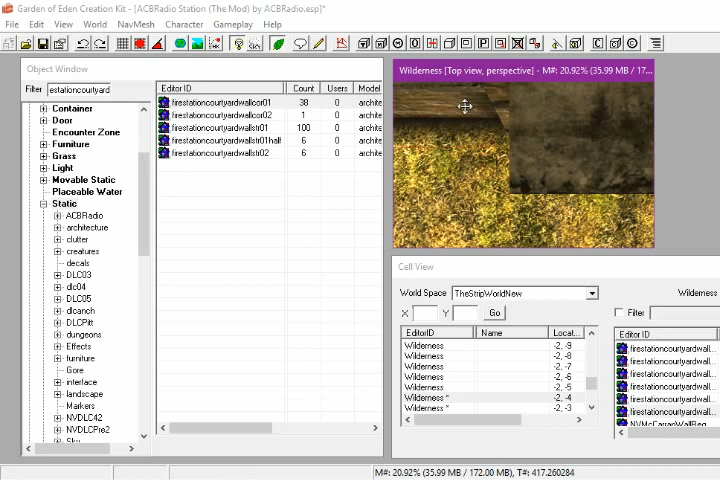 Garden of Eden Creation Kit - [ACBRadio Station (The Mod) by ACBRadio.esp]*
File Edit View World NavMesh Character Gameplay Help
Object Window
Filter estationcourtyard
Container
Door
Encounter Zone
Furniture
Grass
Light
Movable Static
Placeable Water
Static
ACBRadio
architecture
clutter
creatures
decals
DLC03
dlc04
DLC05
dlcanch
DLCPitt
dungeons
Effects
furniture
Gore
interface
landscape
Markers
NVDLC42
NVDLCPre2
Editor ID Count Users Model
firestationcourtyardwallcor01 38 0 archite
firestationcourtyardwallcor02 1 0 archite
firestationcourtyardwallstr01 100 0 archite
firestationcourtyardwallstr01half 6 0 archite
firestationcourtyardwallstr02 6 0 archite
Wilderness [Top view, perspective] - M#: 20.92% (35.99 MB / 17...
Cell View
World Space TheStripWorldNew Wilderness
X Y Go Filter
EditorID Name Locat...
Wilderness -2, -9
Wilderness -2, -8
Wilderness -2, -7
Wilderness -2, -6
Wilderness -2, -5
Wilderness * -2, -4
Wilderness * -2, -3
Editor ID
firestationcourtyardwall...
firestationcourtyardwall...
firestationcourtyardwall...
firestationcourtyardwall...
firestationcourtyardwall...
firestationcourtyardwall...
M#: 20.92% (35.99 MB / 172.00 MB), T#: 417.260284